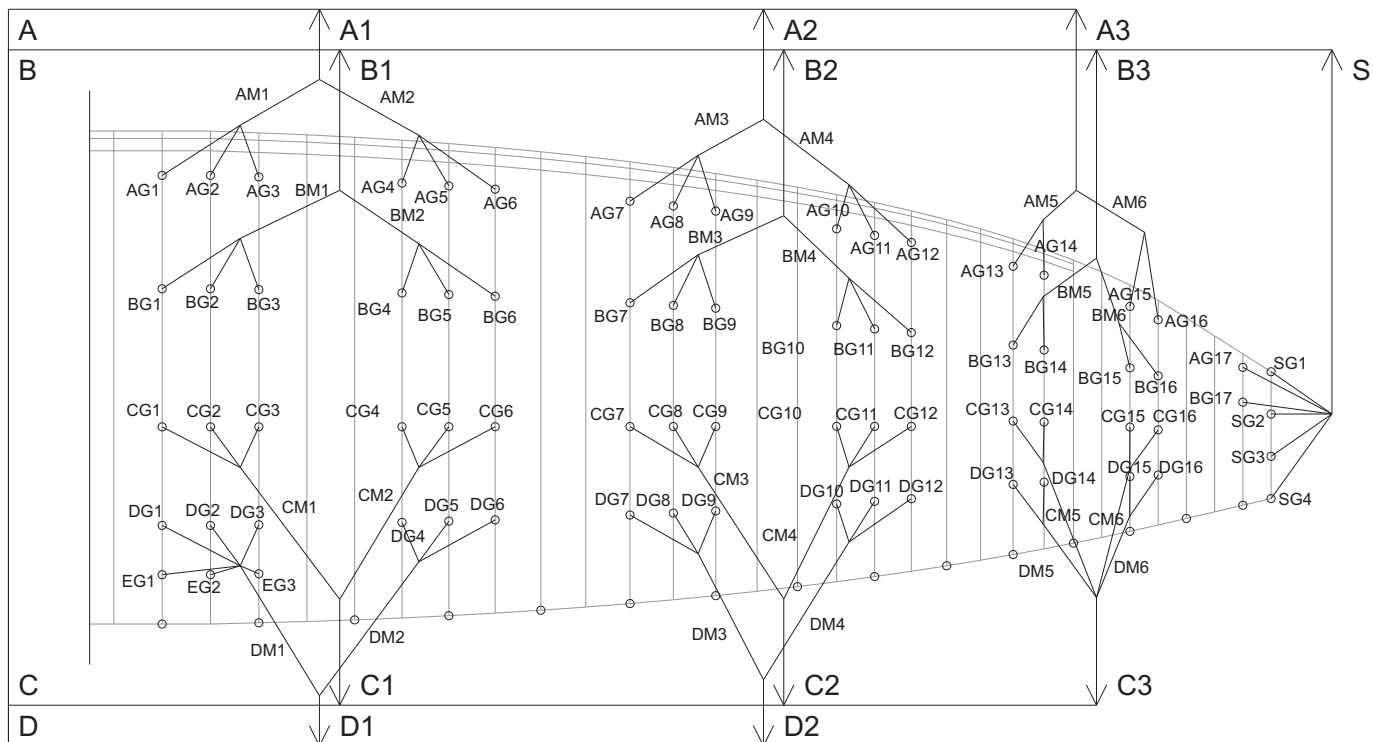 A A1 A2 A3
B B1 B2 B3 S
AM1 AM2 AM3 AM4 AM5 AM6
AG1 AG2 AG3 AG4 AG5 AG6 AG7 AG8 AG9 AG10 AG11 AG12 AG13 AG14 AG15 AG16
BM1 BM2 BM3 BM4 BM5 BM6
BG1 BG2 BG3 BG4 BG5 BG6 BG7 BG8 BG9 BG10 BG11 BG12 BG13 BG14 BG15 BG16
AG17 SG1
BG17 SG2
SG3
SG4
CG1 CG2 CG3 CG4 CG5 CG6 CG7 CG8 CG9 CG10 CG11 CG12 CG13 CG14 CG15 CG16
CM1 CM2 CM3 CM4 CM5 CM6
DG1 DG2 DG3 DG4 DG5 DG6 DG7 DG8 DG9 DG10 DG11 DG12 DG13 DG14 DG15 DG16
EG1 EG2 EG3
DM1 DM2 DM3 DM4 DM5 DM6
C C1 C2 C3
D D1 D2